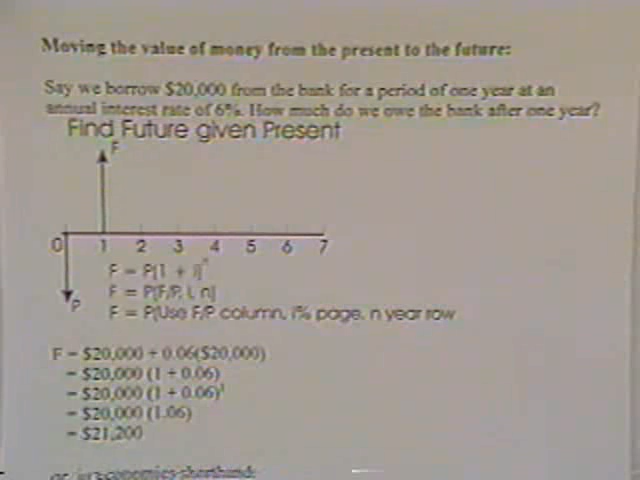 Moving the value of money from the present to the future:
Say we borrow $20,000 from the bank for a period of one year at an
annual interest rate of 6%. How much do we owe the bank after one year?
Find Future given Present
F
0 1 2 3 4 5 6 7
P
F = P(1 + i)ⁿ
F = P(F/P, i, n)
F = P(Use F/P column, i% page, n year row
F = $20,000 + 0.06($20,000)
= $20,000 (1 + 0.06)
= $20,000 (1 + 0.06)¹
= $20,000 (1.06)
= $21,200
or, in economics shorthand: